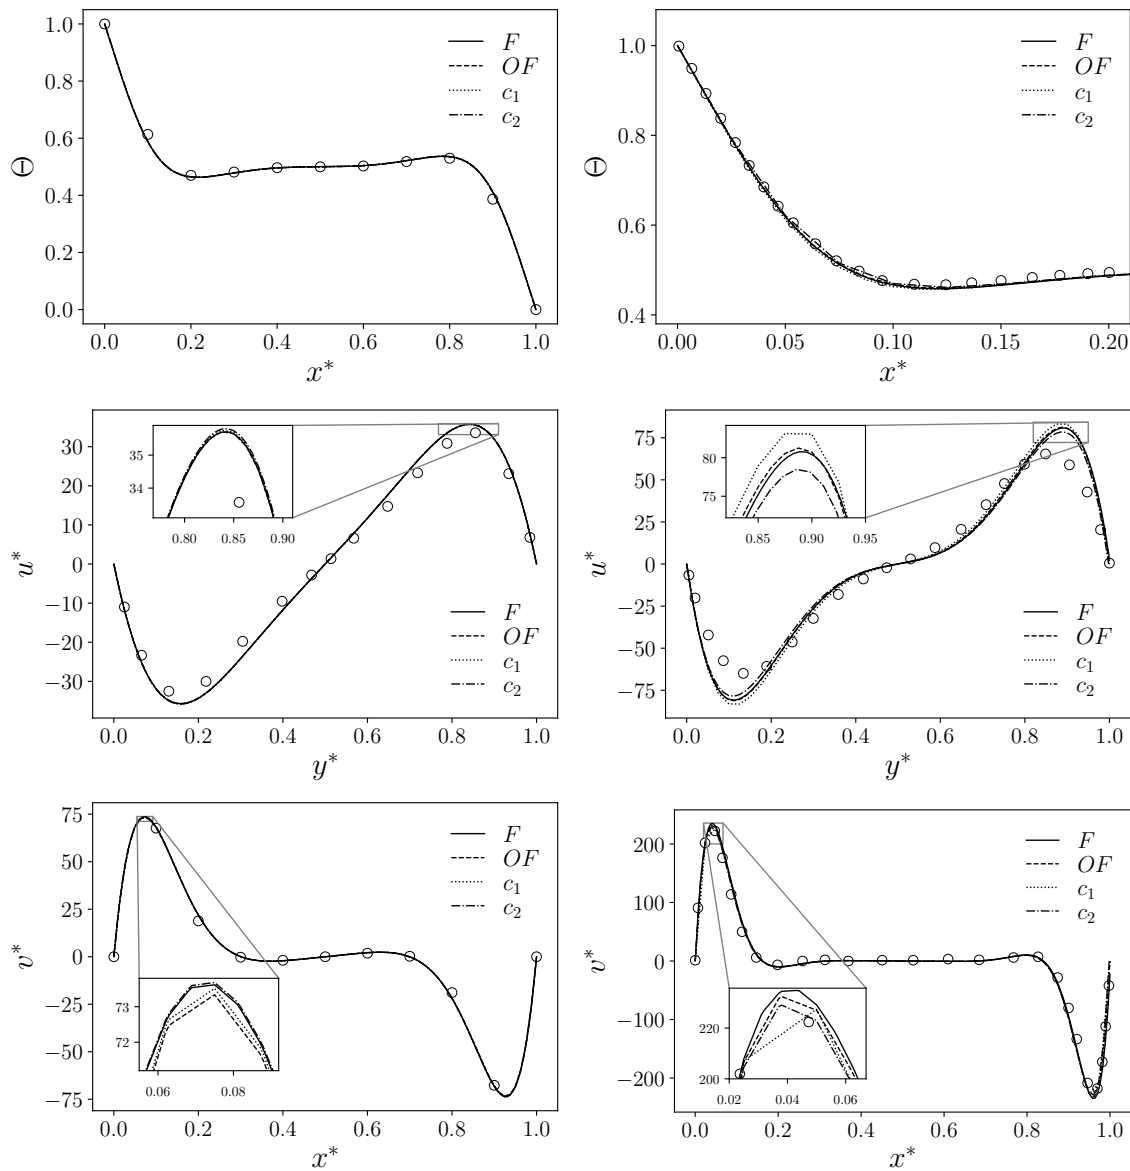 1.0
0.8
0.6
0.4
0.2
0.0
Θ
0.0 0.2 0.4 0.6 0.8 1.0
x*
F
OF
c₁
c₂
1.0
0.8
0.6
0.4
Θ
0.00 0.05 0.10 0.15 0.20
x*
F
OF
c₁
c₂
30
20
10
0
−10
−20
−30
u*
0.0 0.2 0.4 0.6 0.8 1.0
y*
35
34
0.80 0.85 0.90
F
OF
c₁
c₂
75
50
25
0
−25
−50
−75
u*
0.0 0.2 0.4 0.6 0.8 1.0
y*
80
75
0.85 0.90 0.95
F
OF
c₁
c₂
75
50
25
0
−25
−50
−75
v*
0.0 0.2 0.4 0.6 0.8 1.0
x*
F
OF
c₁
c₂
73
72
0.06 0.08
200
100
0
−100
−200
v*
0.0 0.2 0.4 0.6 0.8 1.0
x*
F
OF
c₁
c₂
220
200
0.02 0.04 0.06